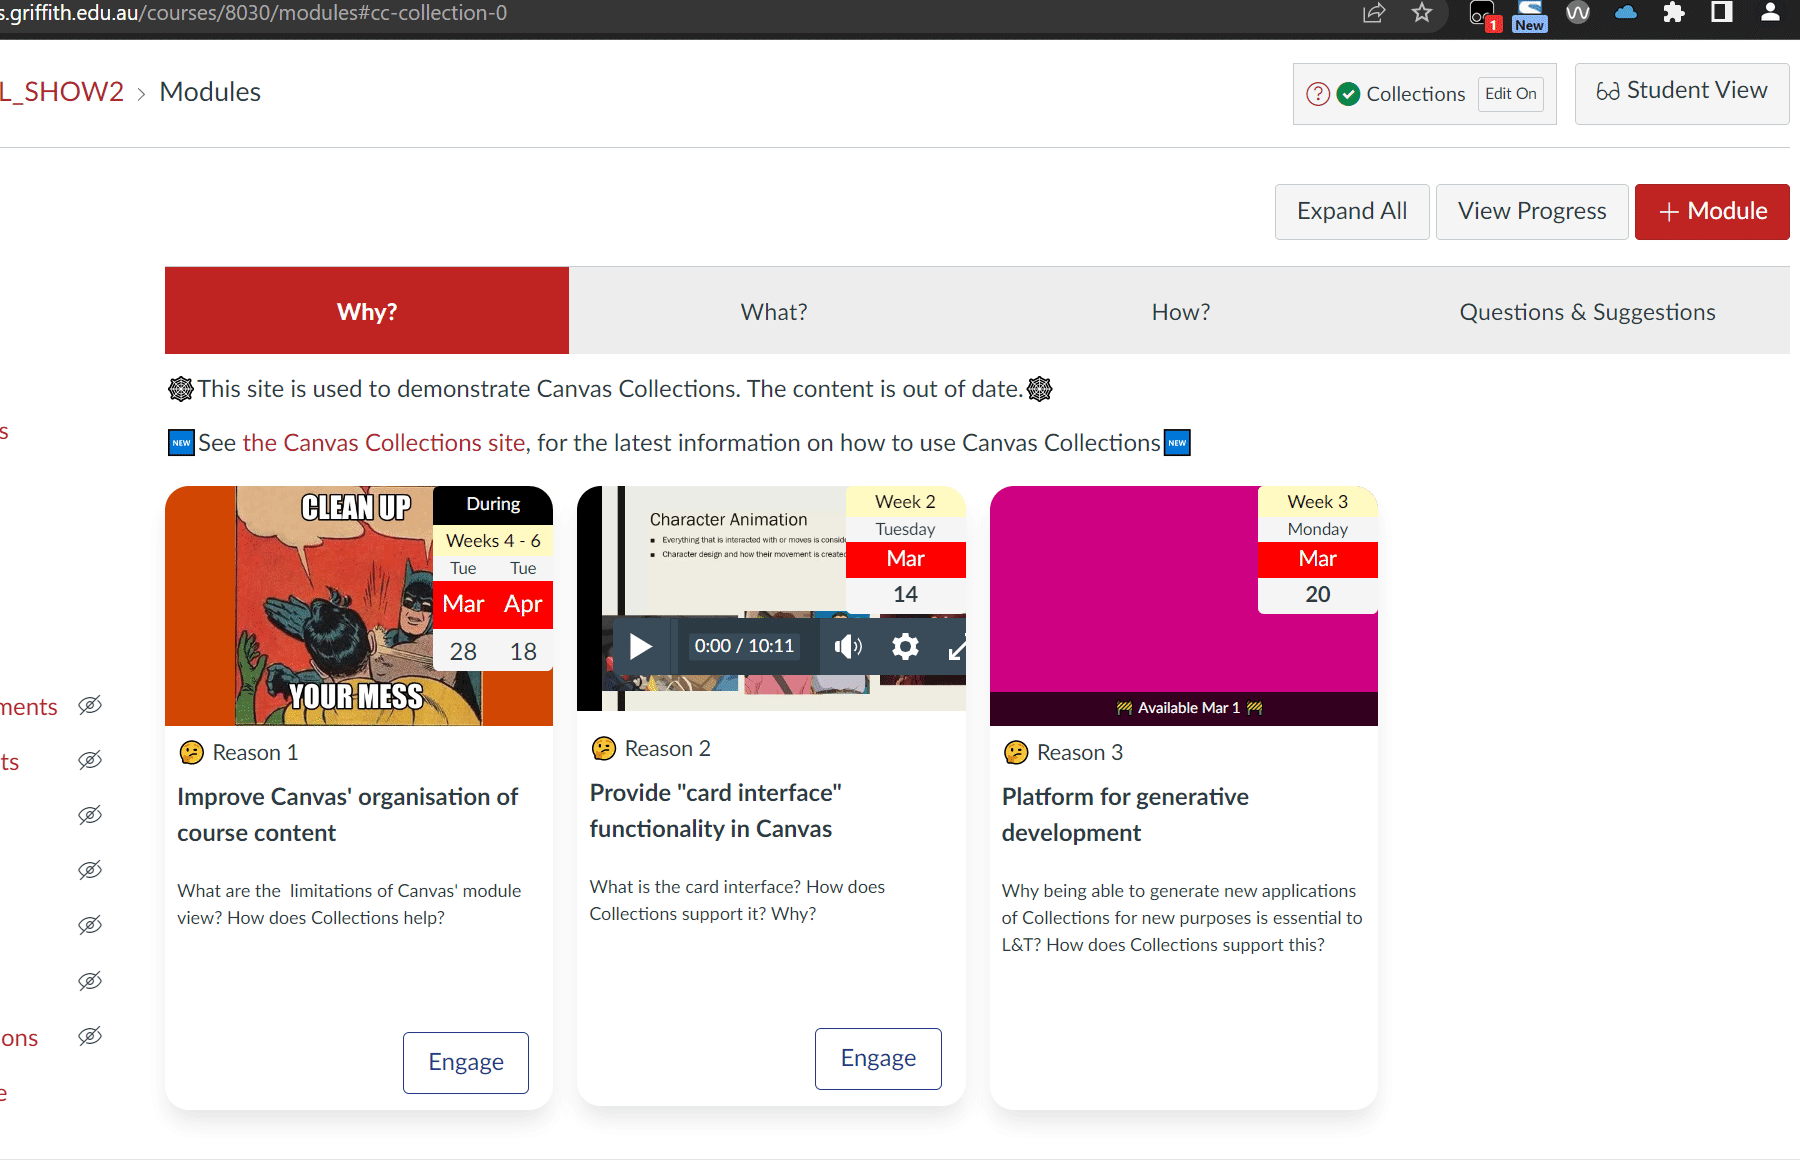 s.griffith.edu.au/courses/8030/modules#cc-collection-0
1
New
L_SHOW2 > Modules
? Collections Edit On
Student View
Expand All
View Progress
+ Module
Why?
What?
How?
Questions & Suggestions
This site is used to demonstrate Canvas Collections. The content is out of date.
NEW See the Canvas Collections site, for the latest information on how to use Canvas Collections NEW
s
ments
ts
ons
e
CLEAN UP
YOUR MESS
During
Weeks 4 - 6
Tue Tue
Mar Apr
28 18
Reason 1
Improve Canvas' organisation of
course content
What are the limitations of Canvas' module
view? How does Collections help?
Engage
Character Animation
Everything that is interacted with or moves is conside
Character design and how their movement is created
Week 2
Tuesday
Mar
14
0:00 / 10:11
Reason 2
Provide "card interface"
functionality in Canvas
What is the card interface? How does
Collections support it? Why?
Engage
Week 3
Monday
Mar
20
Available Mar 1
Reason 3
Platform for generative
development
Why being able to generate new applications
of Collections for new purposes is essential to
L&T? How does Collections support this?